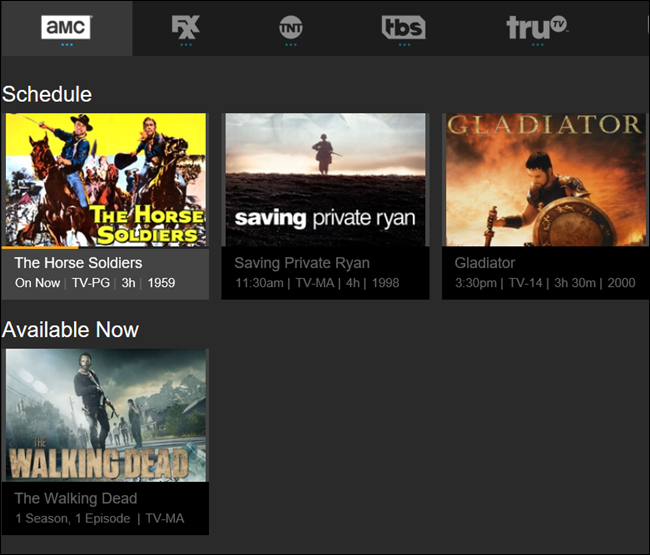 aMC
FX
TNT
tbs
truTV
Schedule
THE HORSE
SOLDIERS
The Horse Soldiers
On Now | TV-PG | 3h | 1959
saving private ryan
Saving Private Ryan
11:30am | TV-MA | 4h | 1998
GLADIATOR
Gladiator
3:30pm | TV-14 | 3h 30m | 2000
Available Now
THE
WALKING DEAD
The Walking Dead
1 Season, 1 Episode | TV-MA